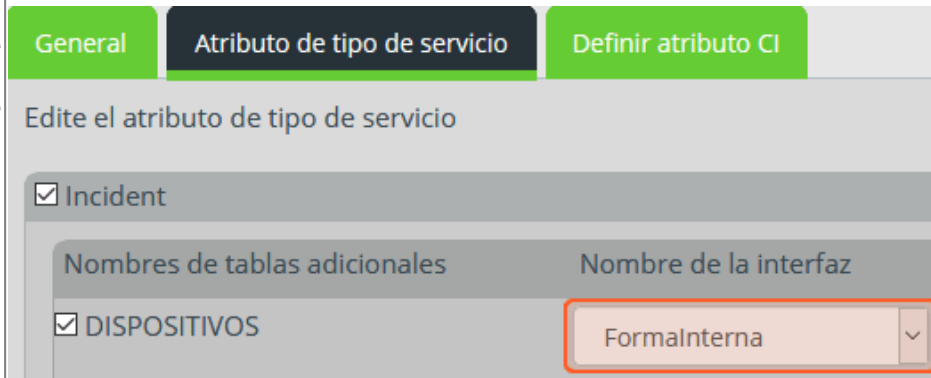 General Atributo de tipo de servicio Definir atributo CI
Edite el atributo de tipo de servicio
Incident
Nombres de tablas adicionales Nombre de la interfaz
DISPOSITIVOS FormaInterna